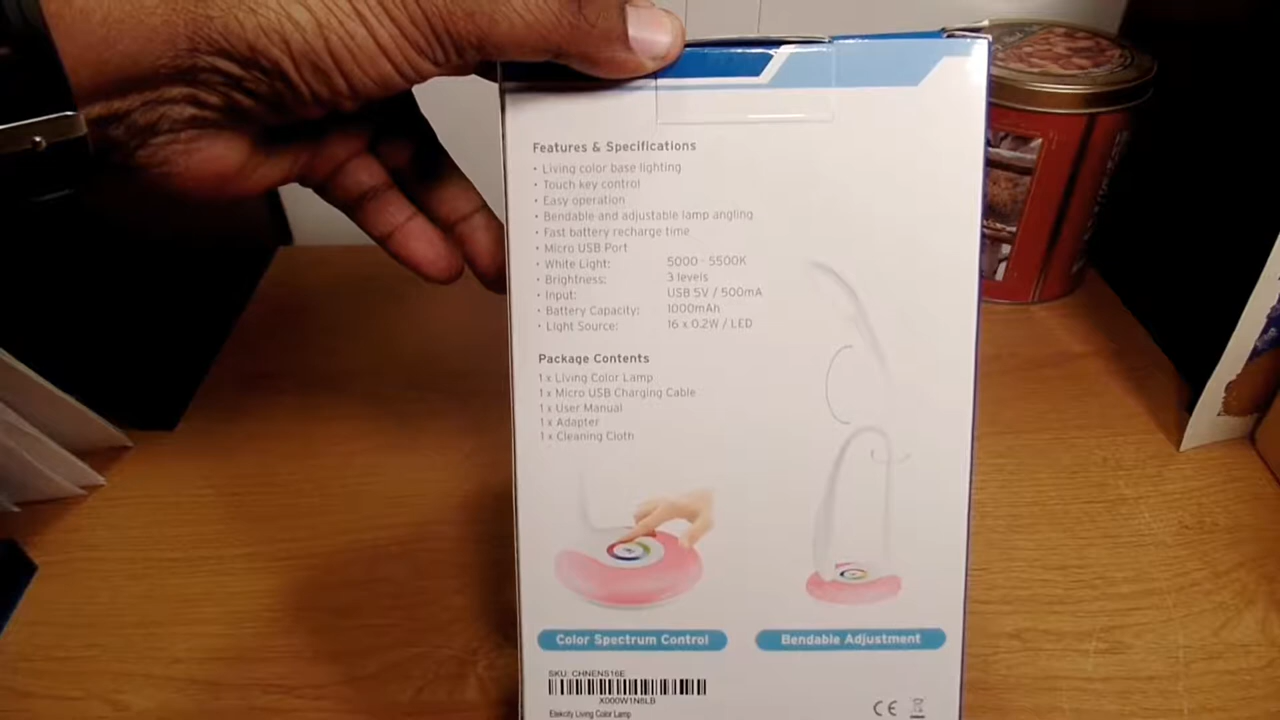 Features & Specifications
• Living color base lighting
• Touch key control
• Easy operation
• Bendable and adjustable lamp angling
• Fast battery recharge time
• Micro USB Port
• White Light: 5000 - 5500K
• Brightness: 3 levels
• Input: USB 5V / 500mA
• Battery Capacity: 1000mAh
• Light Source: 16 x 0.2W / LED
Package Contents
1 x Living Color Lamp
1 x Micro USB Charging Cable
1 x User Manual
1 x Adapter
1 x Cleaning Cloth
Color Spectrum Control
Bendable Adjustment
SKU: CHNENS16E
X000W1N8LB
Etekcity Living Color Lamp
CE